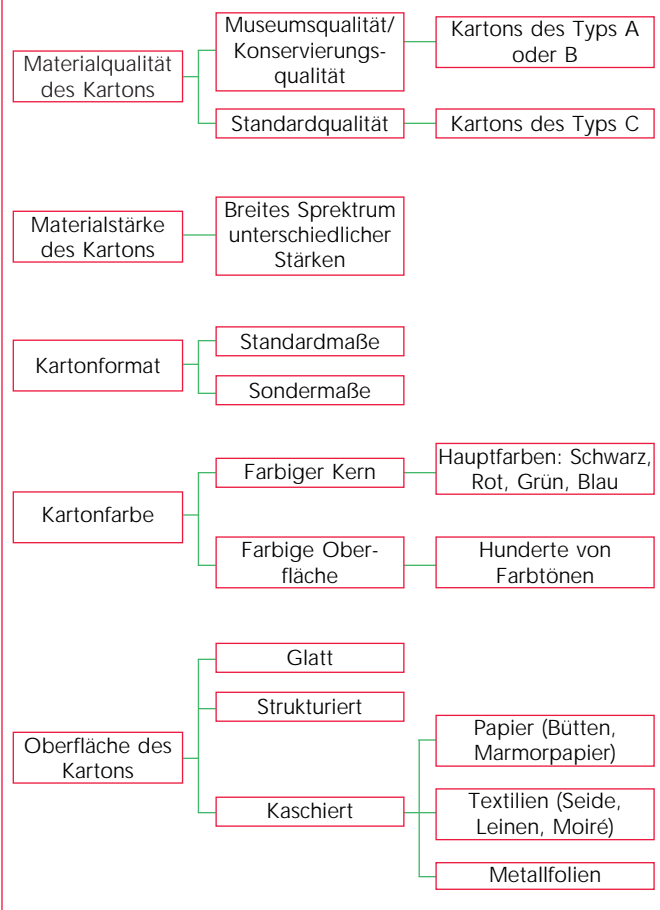 Materialqualität
des Kartons
Museumsqualität/
Konservierungs-
qualität
Kartons des Typs A
oder B
Standardqualität
Kartons des Typs C
Materialstärke
des Kartons
Breites Sprektrum
unterschiedlicher
Stärken
Kartonformat
Standardmaße
Sondermaße
Kartonfarbe
Farbiger Kern
Hauptfarben: Schwarz,
Rot, Grün, Blau
Farbige Ober-
fläche
Hunderte von
Farbtönen
Oberfläche des
Kartons
Glatt
Strukturiert
Kaschiert
Papier (Bütten,
Marmorpapier)
Textilien (Seide,
Leinen, Moiré)
Metallfolien